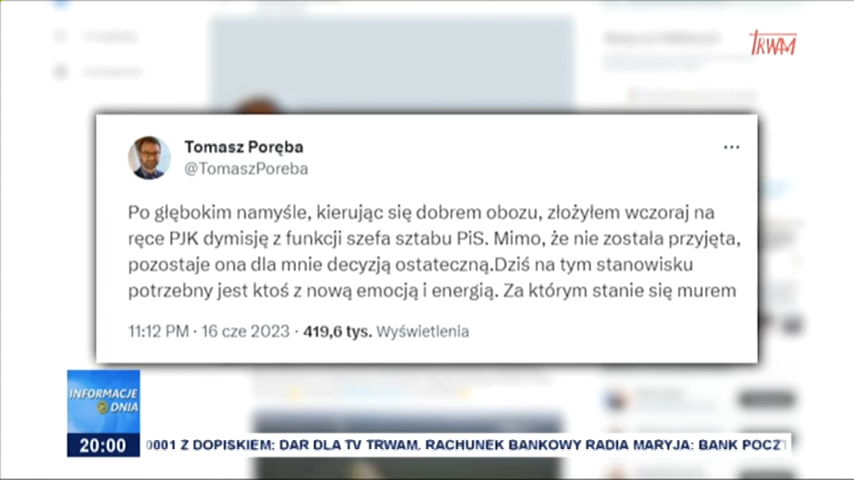 TRWAM
Tomasz Poręba
@TomaszPoreba
Po głębokim namyśle, kierując się dobrem obozu, złożyłem wczoraj na
ręce PJK dymisję z funkcji szefa sztabu PiS. Mimo, że nie została przyjęta,
pozostaje ona dla mnie decyzją ostateczną.Dziś na tym stanowisku
potrzebny jest ktoś z nową emocją i energią. Za którym stanie się murem
11:12 PM · 16 cze 2023 · 419,6 tys. Wyświetlenia
INFORMACJE
DNIA
20:00
0001 Z DOPISKIEM: DAR DLA TV TRWAM. RACHUNEK BANKOWY RADIA MARYJA: BANK POCZT